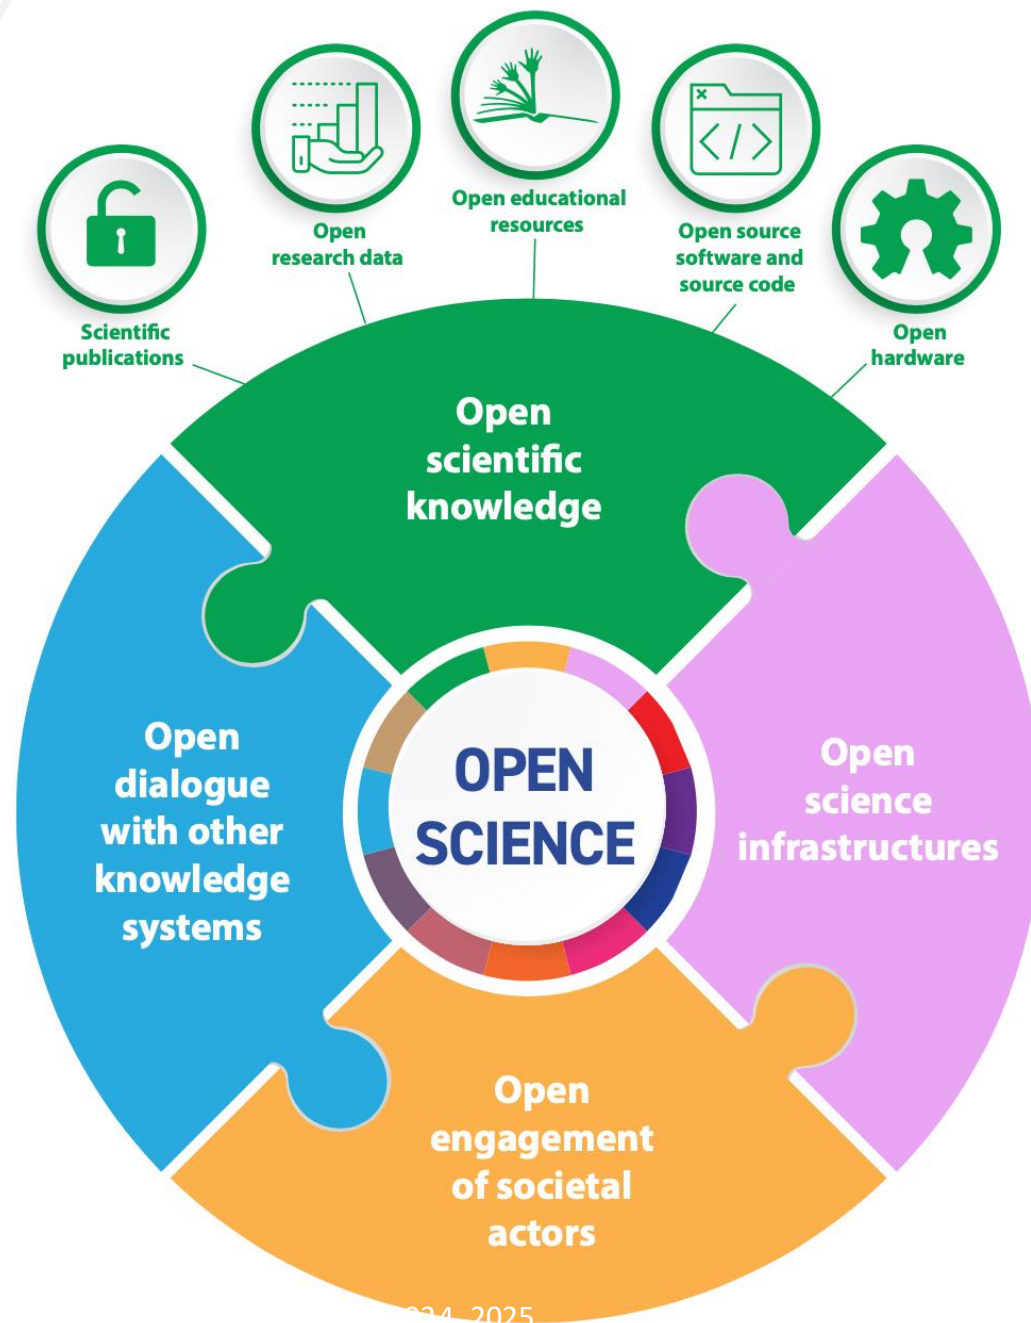 Open educational
resources
Open
research data
Open source
software and
source code
Scientific
publications
Open
hardware
Open
scientific
knowledge
Open
dialogue
with other
knowledge
systems
OPEN
SCIENCE
Open
science
infrastructures
Open
engagement
of societal
actors
2025